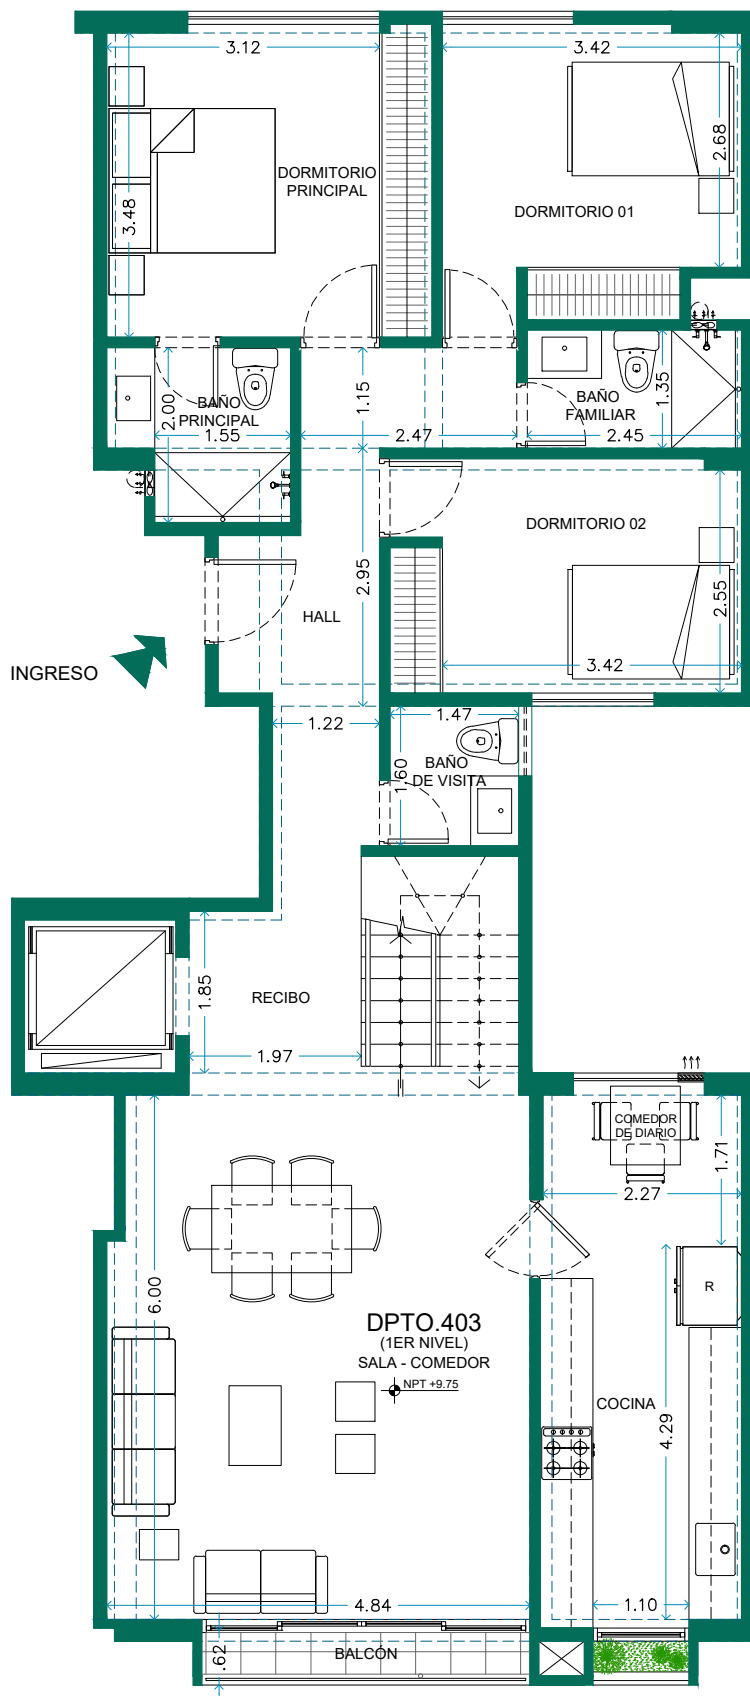 3.12
3.42
2.68
DORMITORIO
PRINCIPAL
3.48
DORMITORIO 01
BAÑO
PRINCIPAL
2.00
1.55
1.15
2.47
BAÑO
FAMILIAR
1.35
2.45
DORMITORIO 02
2.95
2.55
HALL
3.42
INGRESO
1.22
1.47
BAÑO
DE VISITA
1.60
1.85
RECIBO
1.97
COMEDOR
DE DIARIO
1.71
2.27
6.00
R
DPTO.403
(1ER NIVEL)
SALA - COMEDOR
NPT +9.75
COCINA
4.29
4.84
1.10
BALCÓN
.62